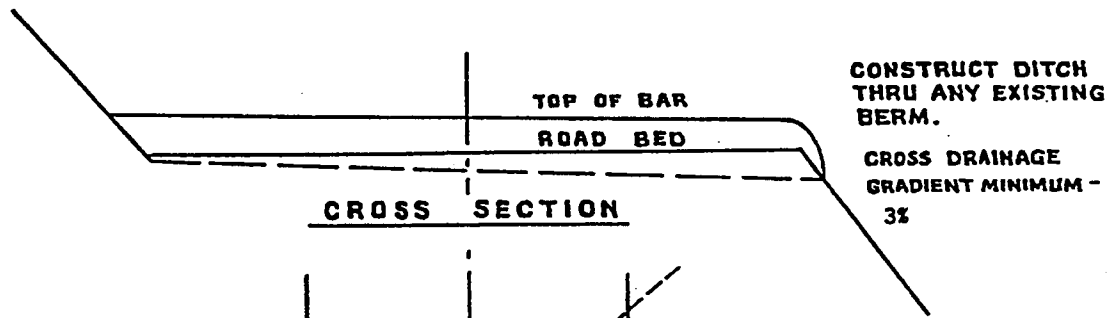 TOP OF BAR
ROAD BED
CROSS SECTION
CONSTRUCT DITCH
THRU ANY EXISTING
BERM.
CROSS DRAINAGE
GRADIENT MINIMUM -
3%